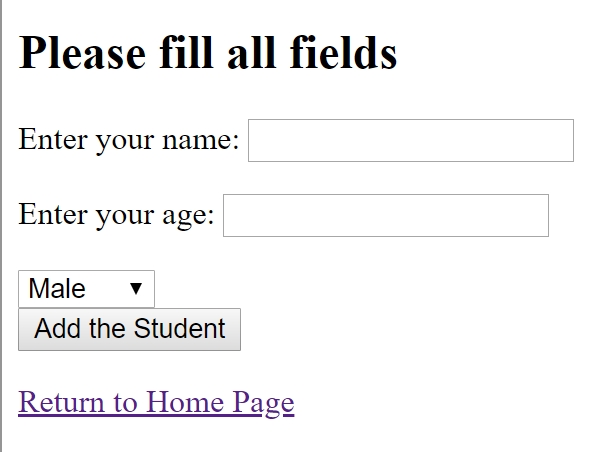 Please fill all fields
Enter your name:
Enter your age:
Male
Add the Student
Return to Home Page